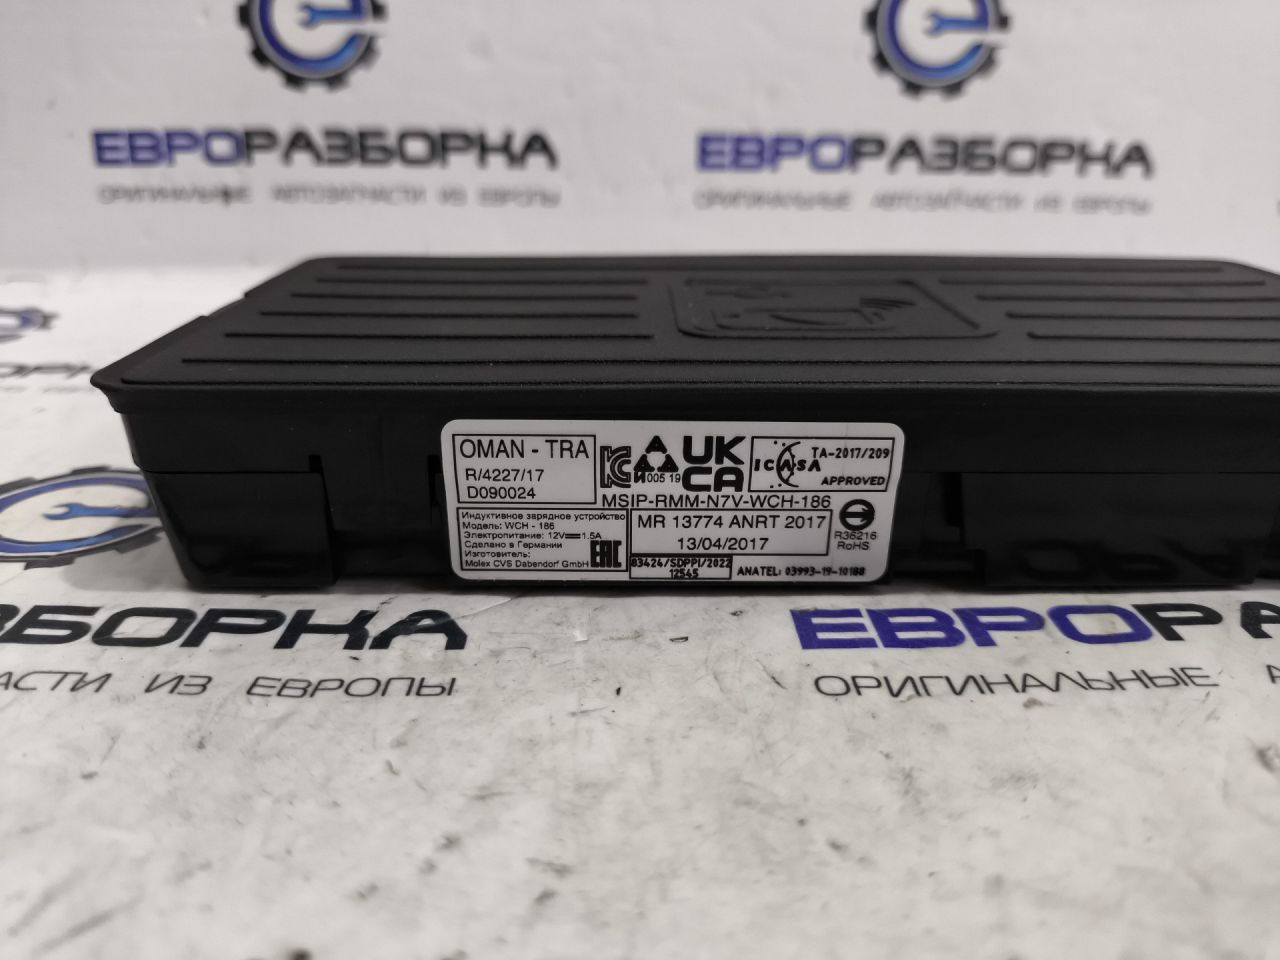 ЕВРОРАЗБОРКА
ОРИГИНАЛЬНЫЕ АВТОЗАПЧАСТИ ИЗ ЕВРОПЫ
ЕВРОРАЗБОРКА
ОРИГИНАЛЬНЫЕ АВТОЗАПЧАСТИ ИЗ ЕВРОПЫ
OMAN - TRA
R/4227/17
D090024
И005 19
UK
CA
ICASA
TA-2017/209
APPROVED
MSIP-RMM-N7V-WCH-186
Индуктивное зарядное устройство
Модель: WCH - 186
Электропитание: 12V⎓1.5A
Сделано в Германии
Изготовитель:
Molex CVS Dabendorf GmbH
EAC
MR 13774 ANRT 2017
13/04/2017
83424/SDPPI/2022
12545
ANATEL: 03993-19-10188
R36216
RoHS
ЗБОРКА
АСТИ ИЗ ЕВРОПЫ
ЕВРОРА
ОРИГИНАЛЬНЫЕ А